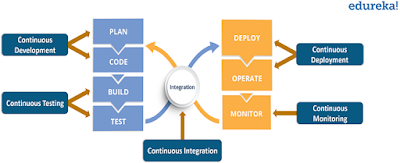 edureka!
PLAN
CODE
BUILD
TEST
DEPLOY
OPERATE
MONITOR
Integration
Continuous
Development
Continuous Testing
Continuous
Deployment
Continuous
Monitoring
Continuous Integration